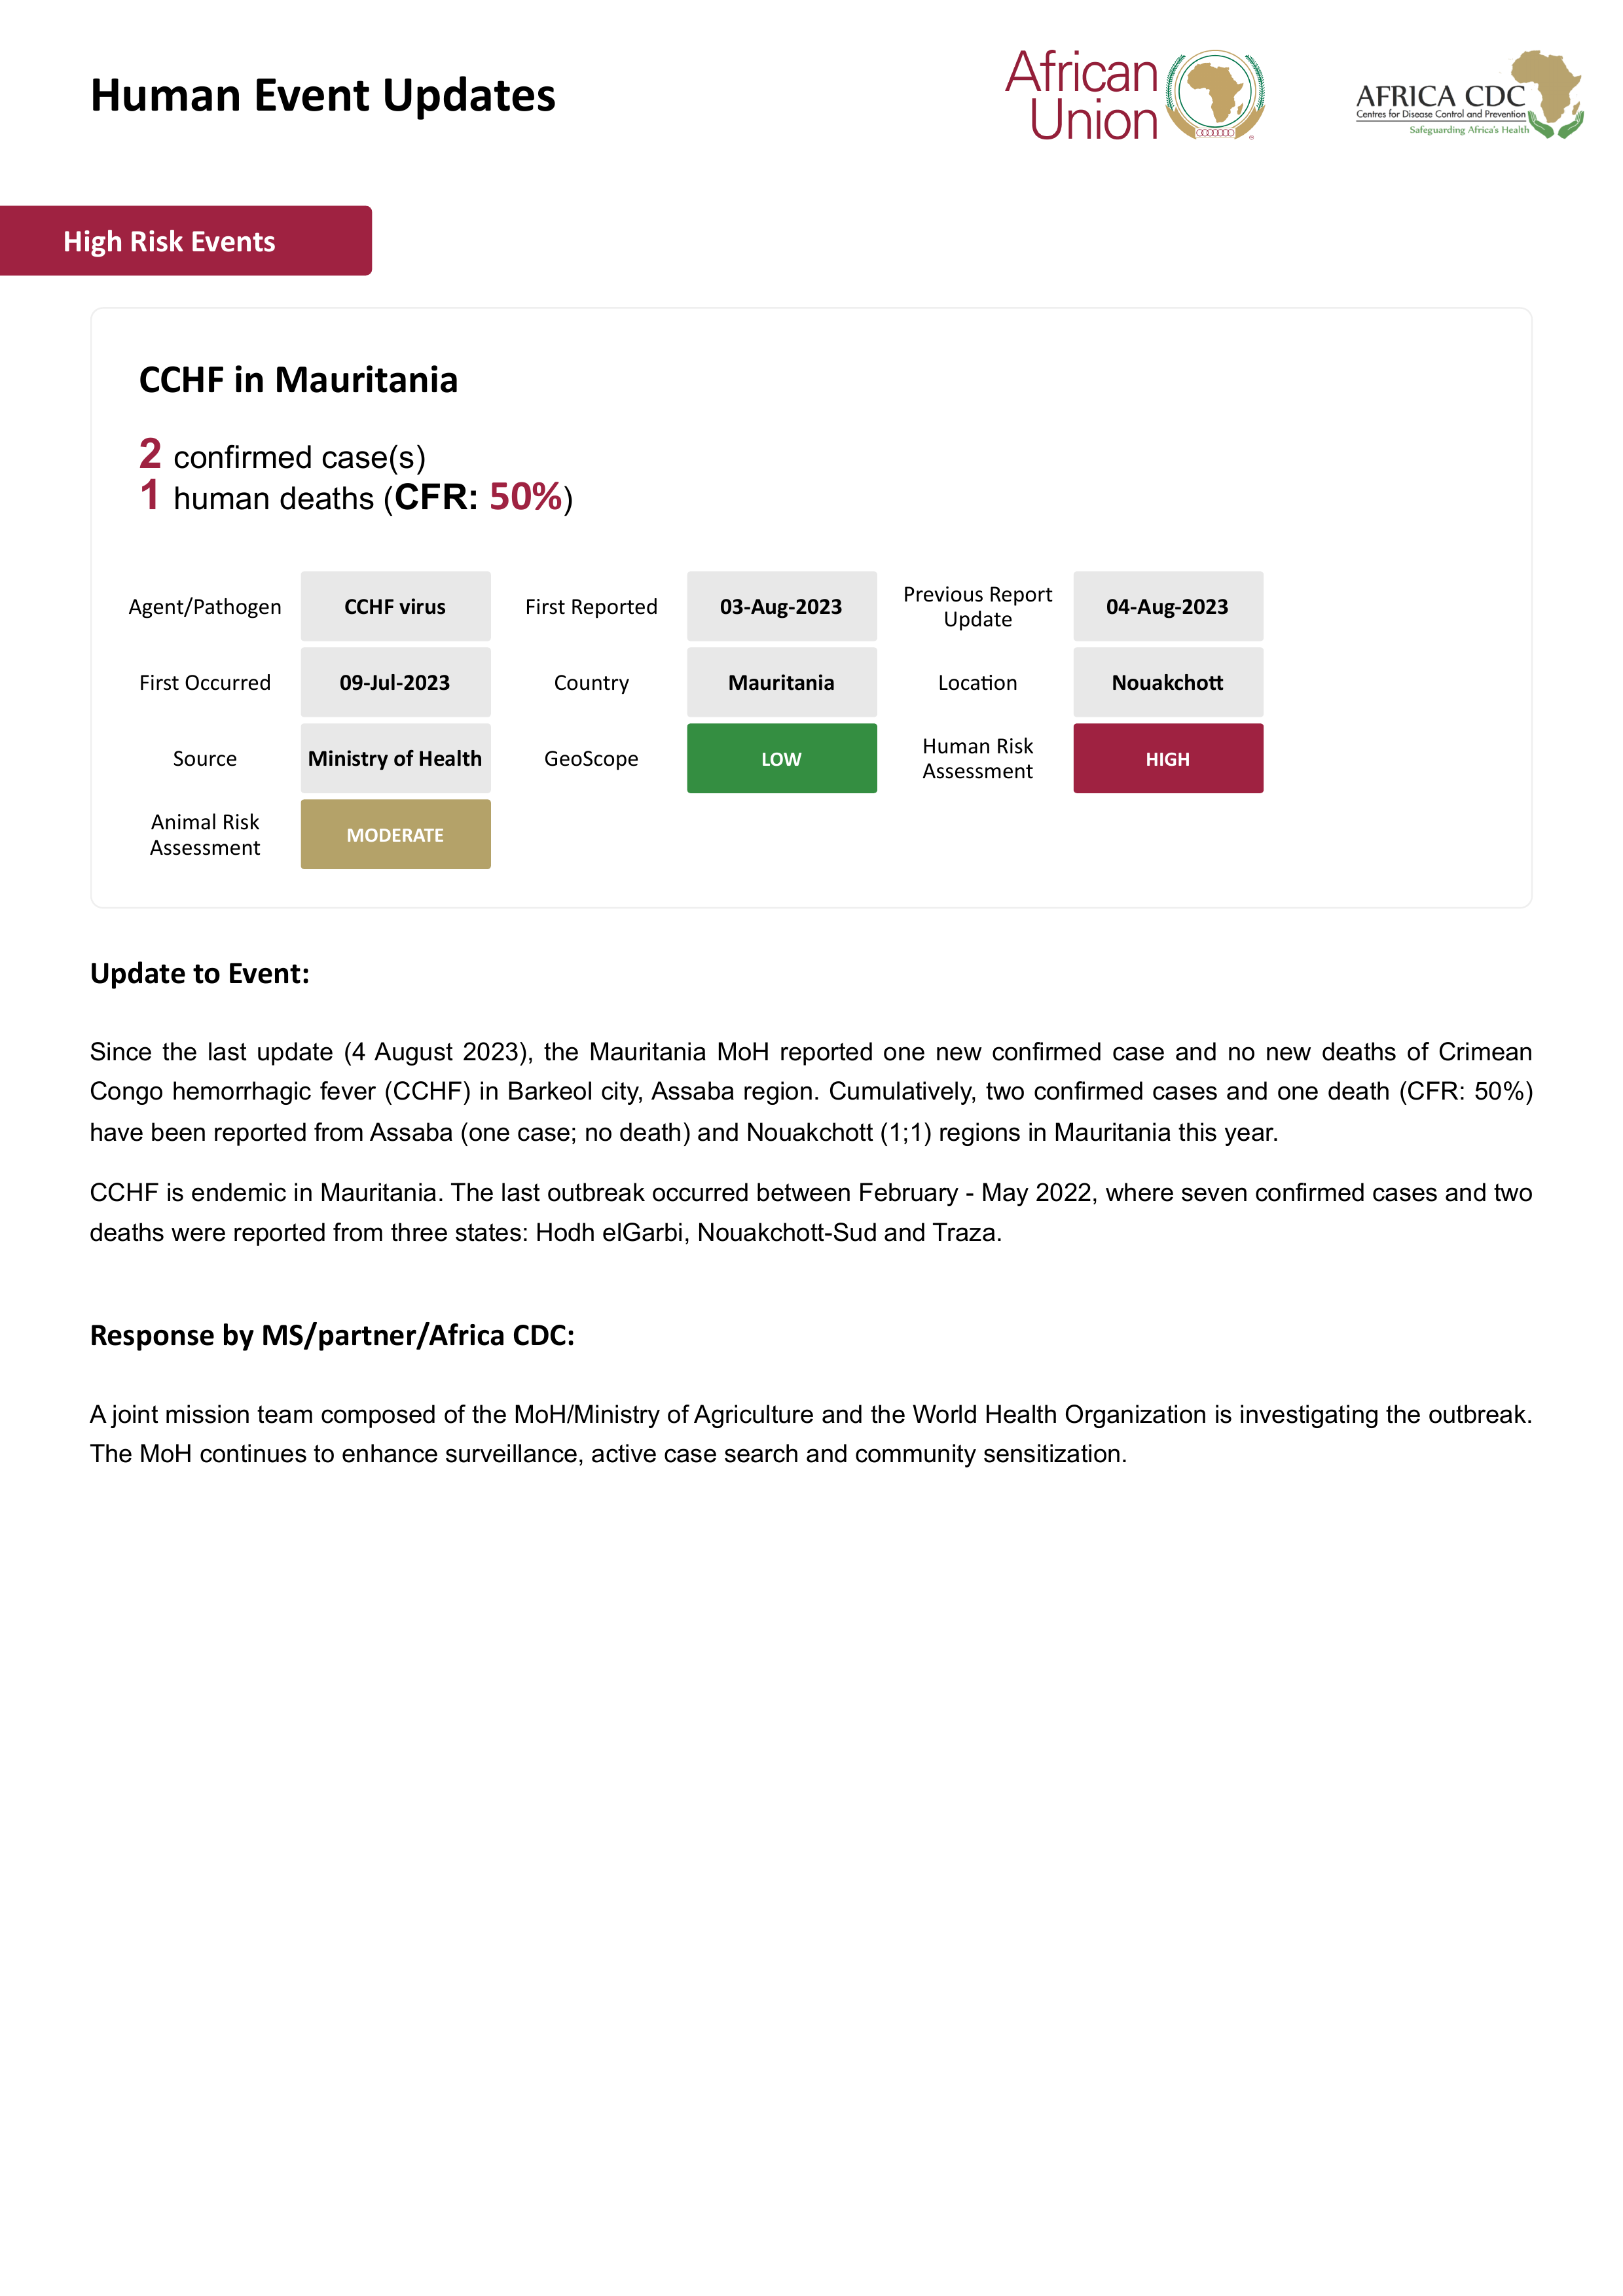 Human Event Updates
African
Union
AFRICA CDC
Centres for Disease Control and Prevention
Safeguarding Africa's Health
High Risk Events
CCHF in Mauritania
2 confirmed case(s)
1 human deaths (CFR: 50%)
Agent/Pathogen
CCHF virus
First Reported
03-Aug-2023
Previous Report
Update
04-Aug-2023
First Occurred
09-Jul-2023
Country
Mauritania
Location
Nouakchott
Source
Ministry of Health
GeoScope
LOW
Human Risk
Assessment
HIGH
Animal Risk
Assessment
MODERATE
Update to Event:
Since the last update (4 August 2023), the Mauritania MoH reported one new confirmed case and no new deaths of Crimean
Congo hemorrhagic fever (CCHF) in Barkeol city, Assaba region. Cumulatively, two confirmed cases and one death (CFR: 50%)
have been reported from Assaba (one case; no death) and Nouakchott (1;1) regions in Mauritania this year.
CCHF is endemic in Mauritania. The last outbreak occurred between February - May 2022, where seven confirmed cases and two
deaths were reported from three states: Hodh elGarbi, Nouakchott-Sud and Traza.
Response by MS/partner/Africa CDC:
A joint mission team composed of the MoH/Ministry of Agriculture and the World Health Organization is investigating the outbreak.
The MoH continues to enhance surveillance, active case search and community sensitization.